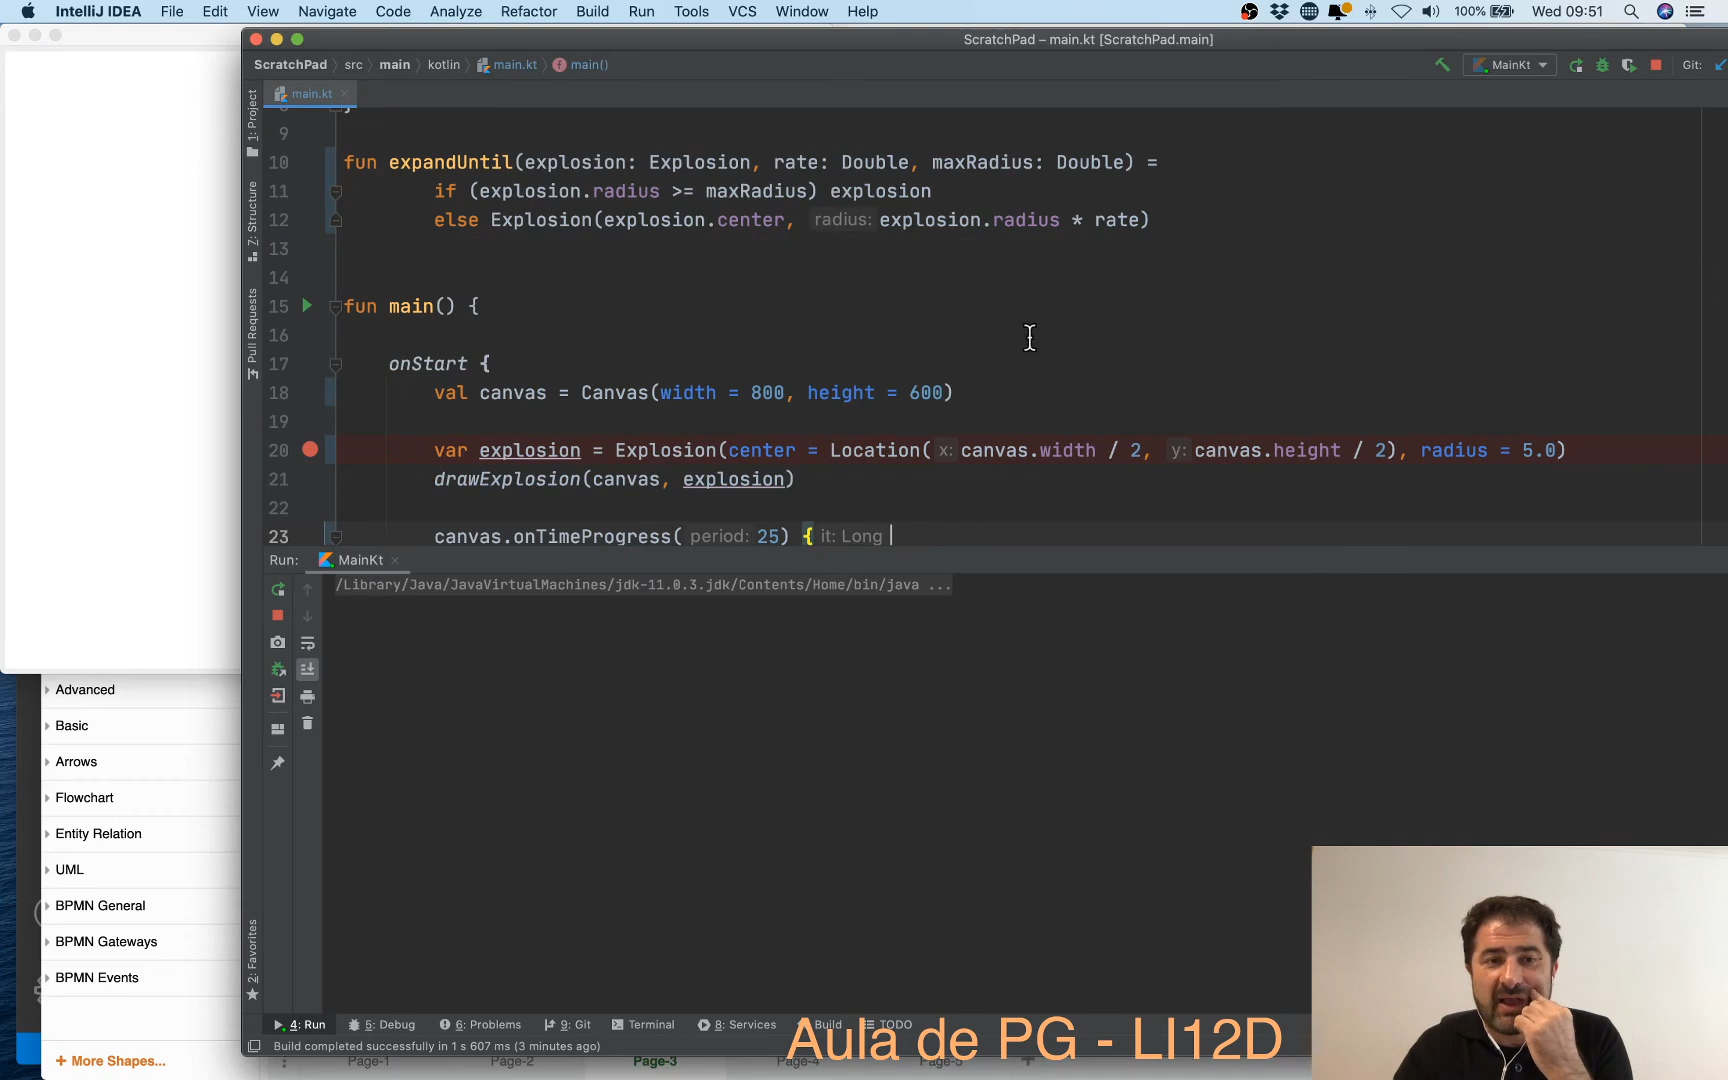 IntelliJ IDEA File Edit View Navigate Code Analyze Refactor Build Run Tools VCS Window Help 100% Wed 09:51
ScratchPad – main.kt [ScratchPad.main]
ScratchPad src main kotlin main.kt main() MainKt Git:
main.kt
1: Project
Z: Structure
Pull Requests
2: Favorites
9
10 fun expandUntil(explosion: Explosion, rate: Double, maxRadius: Double) =
11 if (explosion.radius >= maxRadius) explosion
12 else Explosion(explosion.center, radius: explosion.radius * rate)
13
14
15 fun main() {
16
17 onStart {
18 val canvas = Canvas(width = 800, height = 600)
19
20 var explosion = Explosion(center = Location( x: canvas.width / 2, y: canvas.height / 2), radius = 5.0)
21 drawExplosion(canvas, explosion)
22
23 canvas.onTimeProgress( period: 25) { it: Long
Run: MainKt
/Library/Java/JavaVirtualMachines/jdk-11.0.3.jdk/Contents/Home/bin/java ...
Advanced
Basic
Arrows
Flowchart
Entity Relation
UML
BPMN General
BPMN Gateways
BPMN Events
+ More Shapes...
4: Run 5: Debug 6: Problems 9: Git Terminal 8: Services Build TODO
Build completed successfully in 1 s 607 ms (3 minutes ago)
Aula de PG - LI12D
Page-1 Page-2 Page-3 Page-4 Page-5